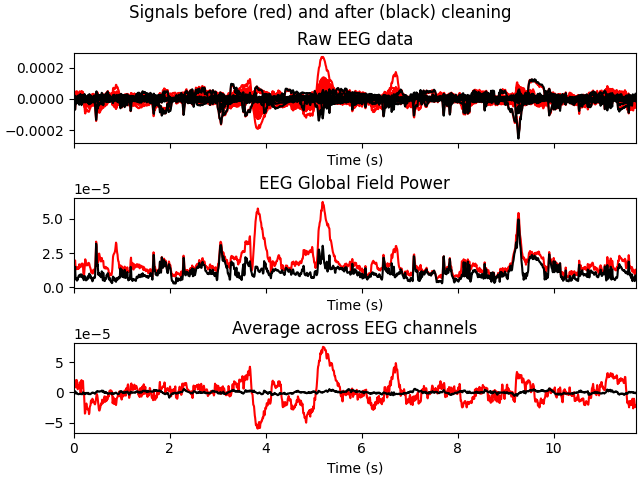 Signals before (red) and after (black) cleaning
Raw EEG data
0.0002
0.0000
−0.0002
Time (s)
EEG Global Field Power
1e−5
5.0
2.5
0.0
Time (s)
Average across EEG channels
1e−5
5
0
−5
0 2 4 6 8 10
Time (s)